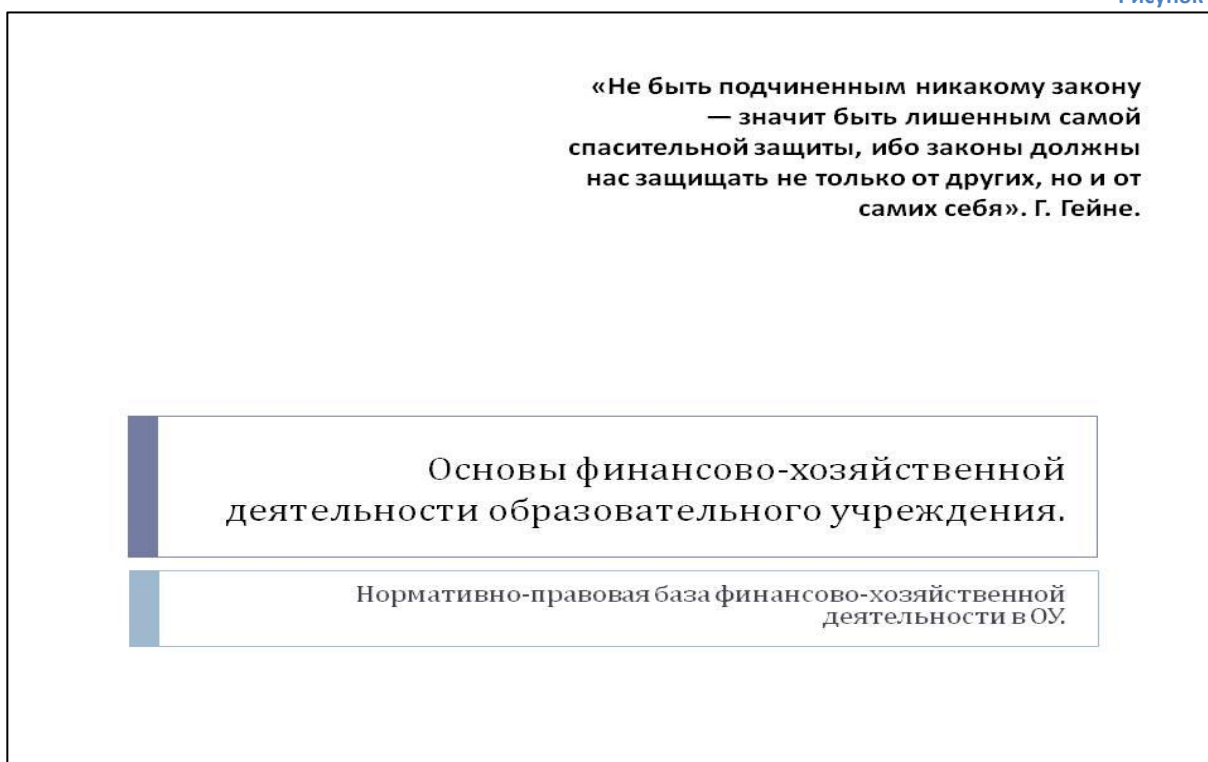 Рисунок
«Не быть подчиненным никакому закону
— значит быть лишенным самой
спасительной защиты, ибо законы должны
нас защищать не только от других, но и от
самих себя». Г. Гейне.
Основы финансово-хозяйственной
деятельности образовательного учреждения.
Нормативно-правовая база финансово-хозяйственной
деятельности в ОУ.